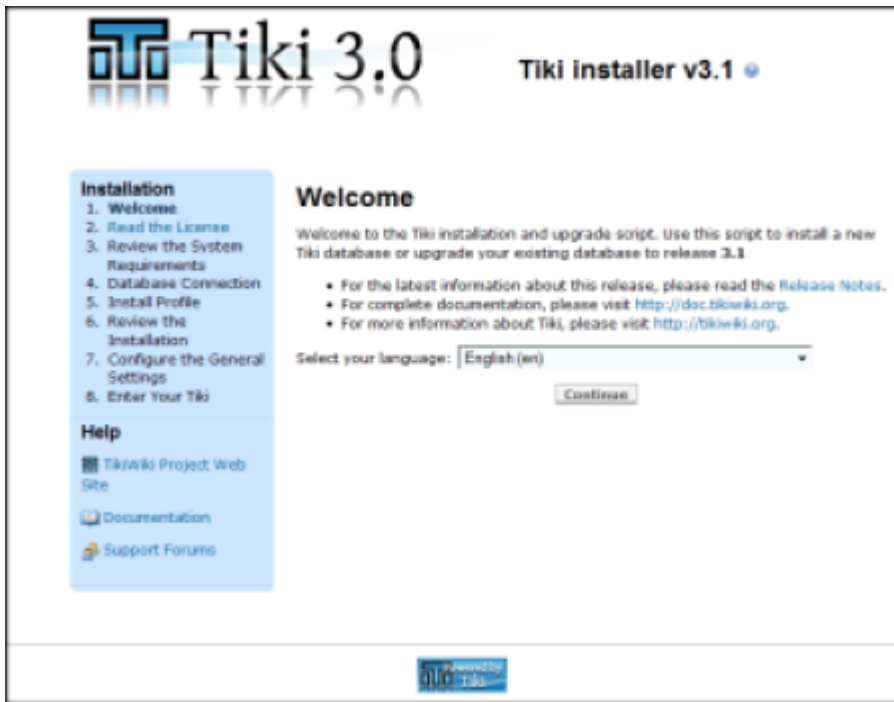 Tiki 3.0
Tiki installer v3.1
Installation
1. Welcome
2. Read the License
3. Review the System
Requirements
4. Database Connection
5. Install Profile
6. Review the
Installation
7. Configure the General
Settings
8. Enter Your Tiki
Help
TikiWiki Project Web
Site
Documentation
Support Forums
Welcome
Welcome to the Tiki installation and upgrade script. Use this script to install a new
Tiki database or upgrade your existing database to release 3.1
• For the latest information about this release, please read the Release Notes.
• For complete documentation, please visit http://doc.tikiwiki.org.
• For more information about Tiki, please visit http://tikiwiki.org.
Select your language: English (en)
Continue
Powered by
Tiki